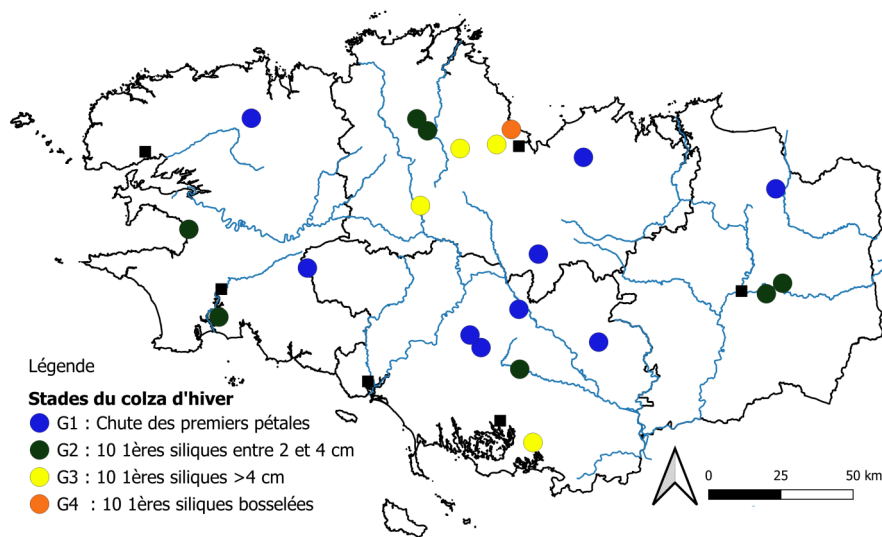 Légende
Stades du colza d'hiver
G1 : Chute des premiers pétales
G2 : 10 1ères siliques entre 2 et 4 cm
G3 : 10 1ères siliques >4 cm
G4 : 10 1ères siliques bosselées
0 25 50 km